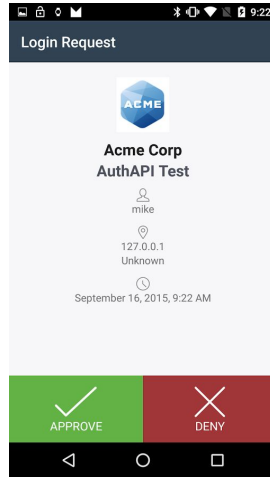 9:22
Login Request
ACME
Acme Corp
AuthAPI Test
mike
127.0.0.1
Unknown
September 16, 2015, 9:22 AM
APPROVE
DENY